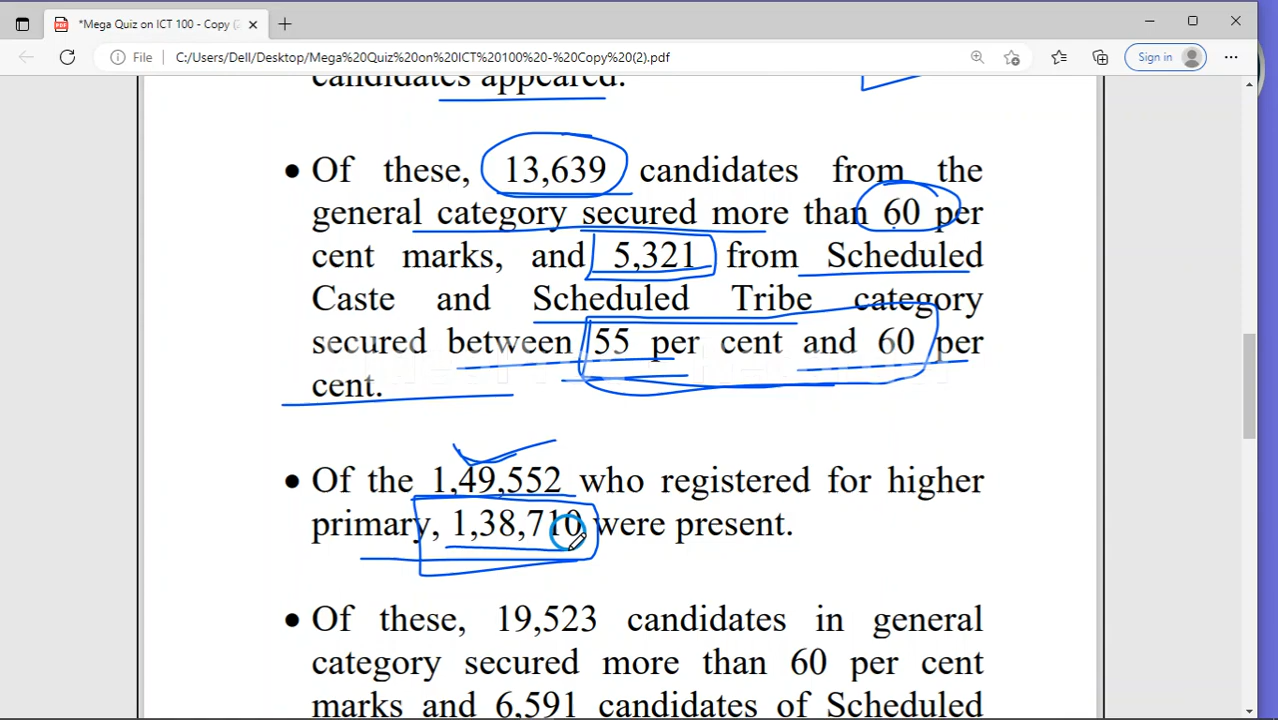 *Mega Quiz on ICT 100 - Copy (2
File
C:/Users/Dell/Desktop/Mega%20Quiz%20on%20ICT%20100%20-%20Copy%20(2).pdf
Sign in
candidates appeared.
• Of these, 13,639 candidates from the
general category secured more than 60 per
cent marks, and 5,321 from Scheduled
Caste and Scheduled Tribe category
secured between 55 per cent and 60 per
cent.
• Of the 1,49,552 who registered for higher
primary, 1,38,710 were present.
• Of these, 19,523 candidates in general
category secured more than 60 per cent
marks and 6,591 candidates of Scheduled